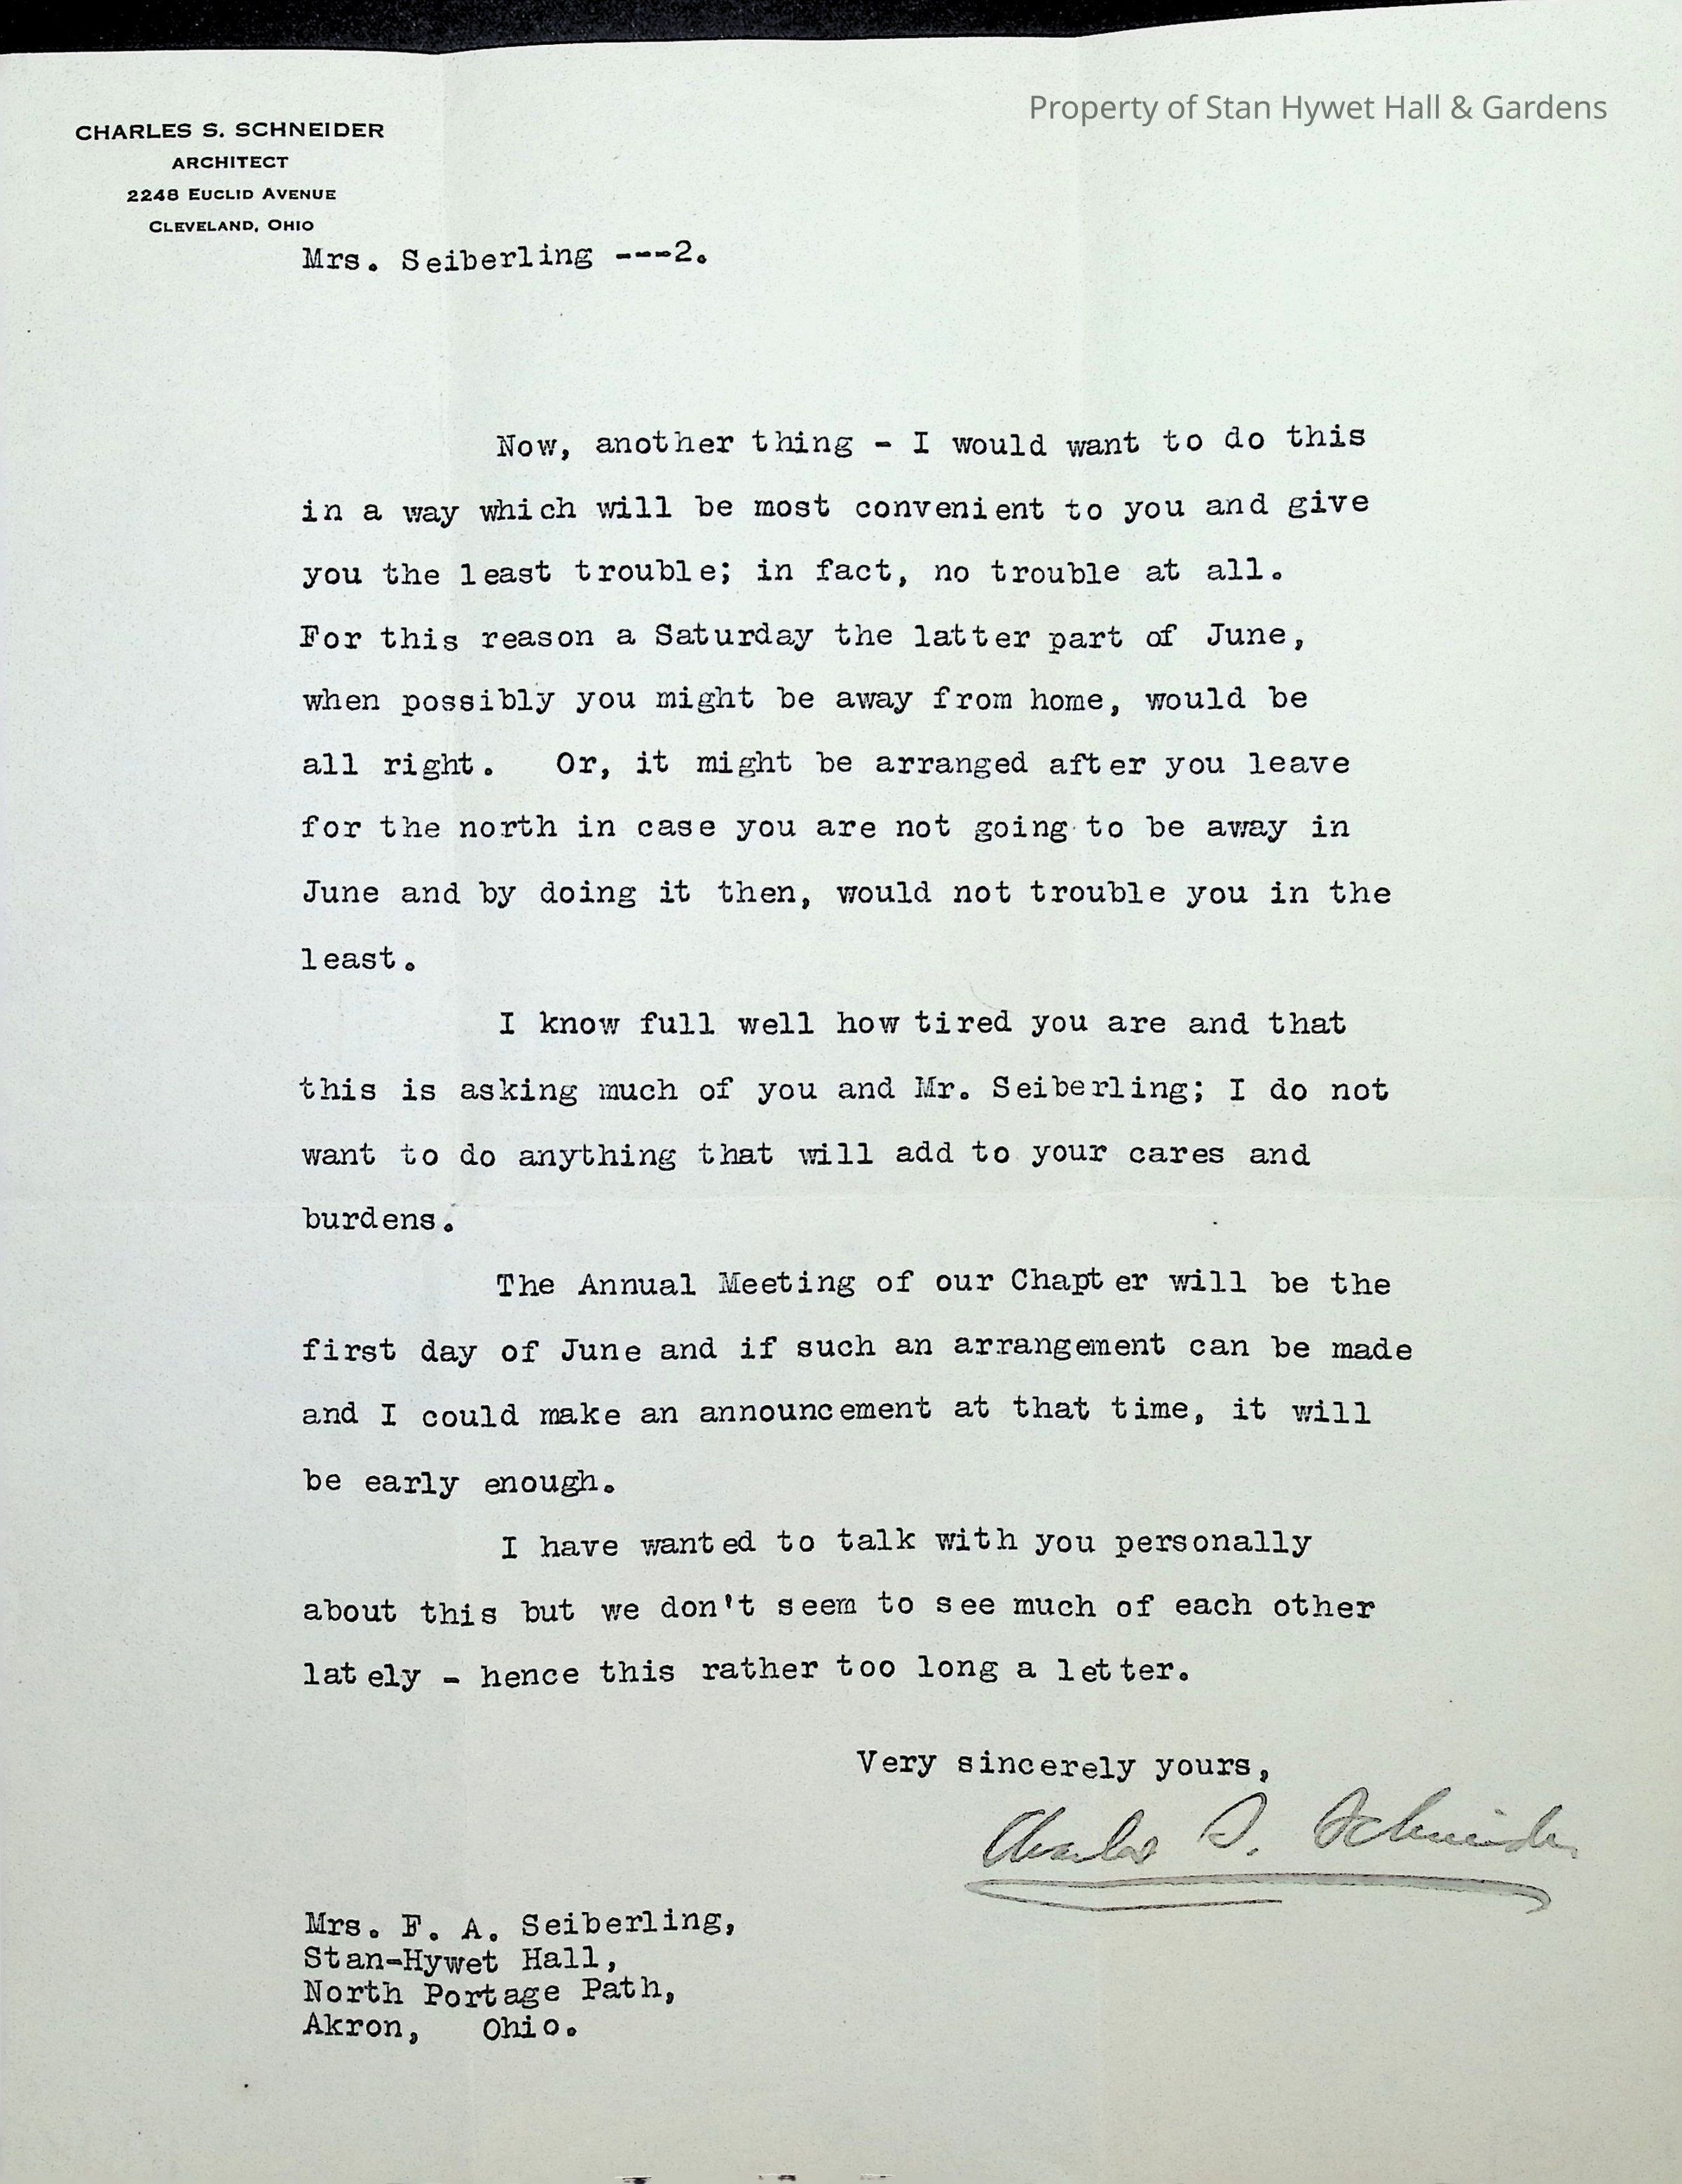 Property of Stan Hywet Hall & Gardens
CHARLES S. SCHNEIDER
ARCHITECT
2248 EUCLID AVENUE
CLEVELAND, OHIO
Mrs. Seiberling ---2.
Now, another thing - I would want to do this
in a way which will be most convenient to you and give
you the least trouble; in fact, no trouble at all.
For this reason a Saturday the latter part of June,
when possibly you might be away from home, would be
all right. Or, it might be arranged after you leave
for the north in case you are not going to be away in
June and by doing it then, would not trouble you in the
least.
I know full well how tired you are and that
this is asking much of you and Mr. Seiberling; I do not
want to do anything that will add to your cares and
burdens.
The Annual Meeting of our Chapter will be the
first day of June and if such an arrangement can be made
and I could make an announcement at that time, it will
be early enough.
I have wanted to talk with you personally
about this but we don't seem to see much of each other
lately - hence this rather too long a letter.
Very sincerely yours,
Charles S. Schneider
Mrs. F. A. Seiberling,
Stan-Hywet Hall,
North Portage Path,
Akron, Ohio.